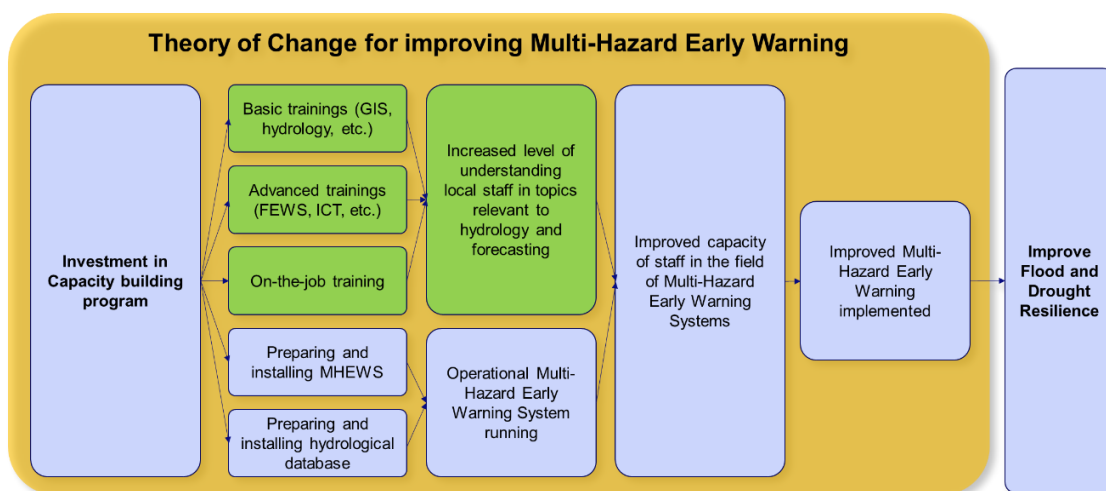 Theory of Change for improving Multi-Hazard Early Warning
Investment in
Capacity building
program
Basic trainings (GIS,
hydrology, etc.)
Advanced trainings
(FEWS, ICT, etc.)
On-the-job training
Preparing and
installing MHEWS
Preparing and
installing hydrological
database
Increased level of
understanding
local staff in topics
relevant to
hydrology and
forecasting
Operational Multi-
Hazard Early
Warning System
running
Improved capacity
of staff in the field
of Multi-Hazard
Early Warning
Systems
Improved Multi-
Hazard Early
Warning
implemented
Improve
Flood and
Drought
Resilience